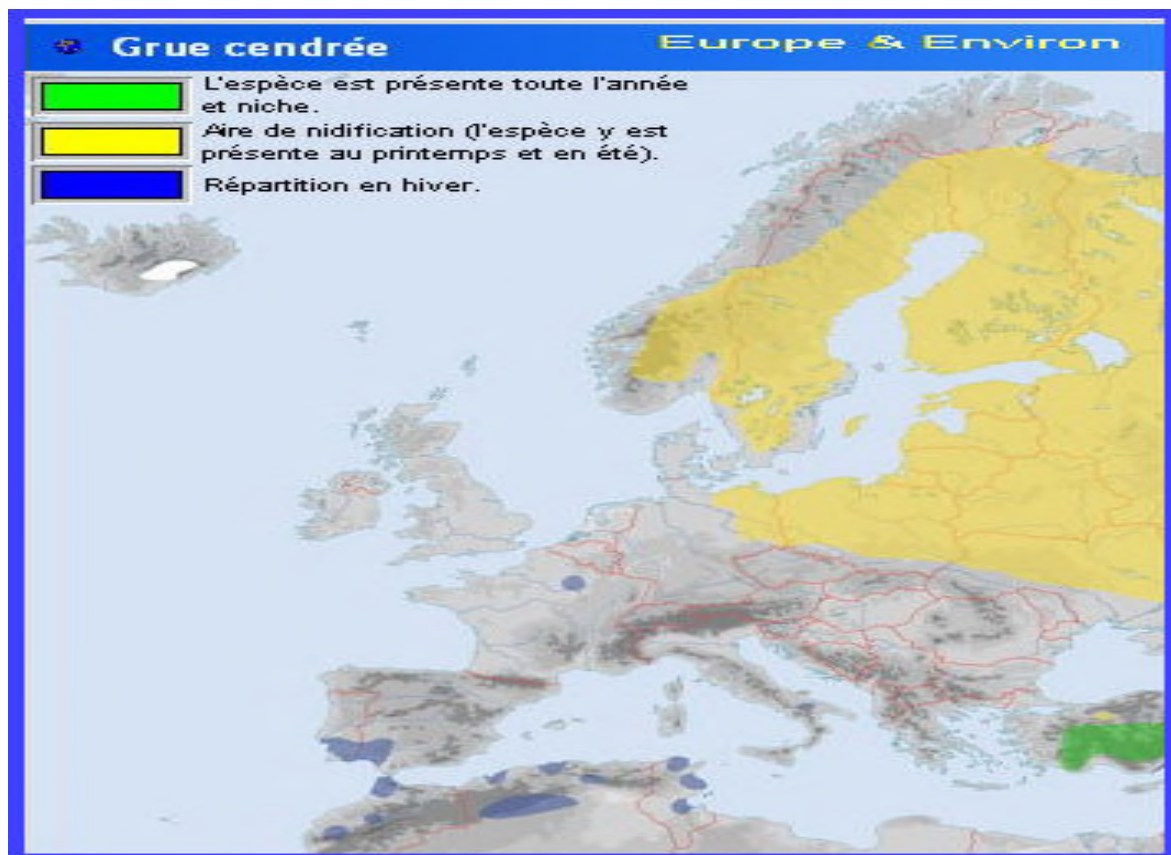 Grue cendrée
Europe & Environ
L'espèce est présente toute l'année
et niche.
Aire de nidification (l'espèce y est
présente au printemps et en été).
Répartition en hiver.